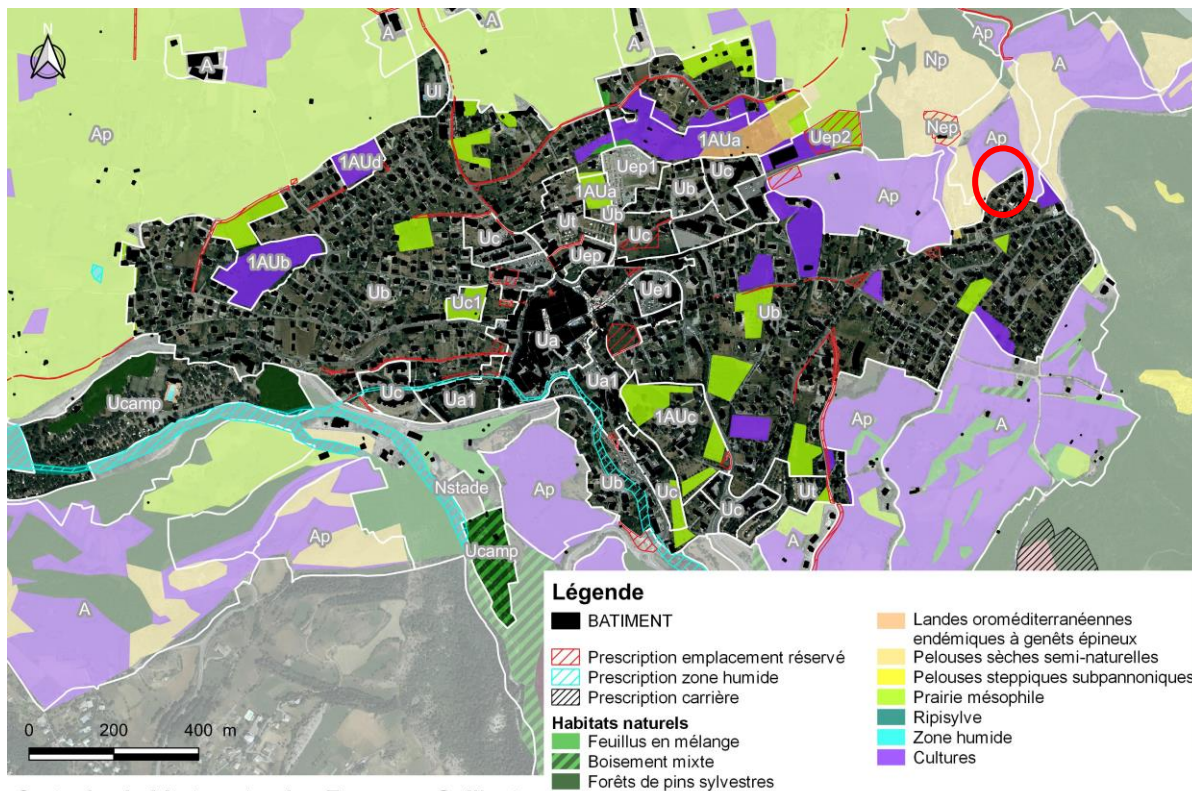 A
A
A
Ap
A
Np
Ul
Ap
1AUa
Uep2
Nep
Ap
1AUd
Uep1
Uc
1AUa
Ub
Ap
Ut
Ub
Uc
Uc
Uep
1AUb
Ub
Uc1
Ue1
Ub
Ua
Ucamp
Uc
Ua1
Ua1
1AUc
Ap
A
Nstade
Ap
Ub
Uc
Uc
Ut
Ap
Ucamp
A
A
N
0 200 400 m
Légende
BATIMENT
Prescription emplacement réservé
Prescription zone humide
Prescription carrière
Habitats naturels
Feuillus en mélange
Boisement mixte
Forêts de pins sylvestres
Landes oroméditerranéennes
endémiques à genêts épineux
Pelouses sèches semi-naturelles
Pelouses steppiques subpannoniques
Prairie mésophile
Ripisylve
Zone humide
Cultures